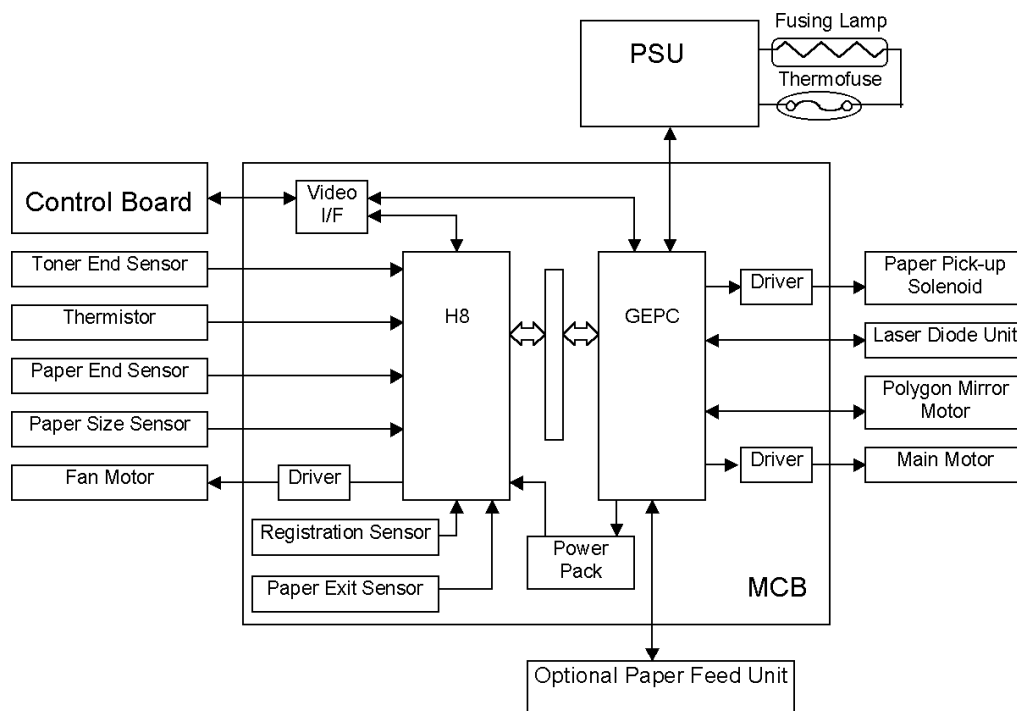 Fusing Lamp
PSU
Thermofuse
Control Board
Video
I/F
Toner End Sensor
Thermistor
Paper End Sensor
Paper Size Sensor
Fan Motor
Driver
H8
GEPC
Driver
Paper Pick-up
Solenoid
Laser Diode Unit
Polygon Mirror
Motor
Driver
Main Motor
Registration Sensor
Paper Exit Sensor
Power
Pack
MCB
Optional Paper Feed Unit